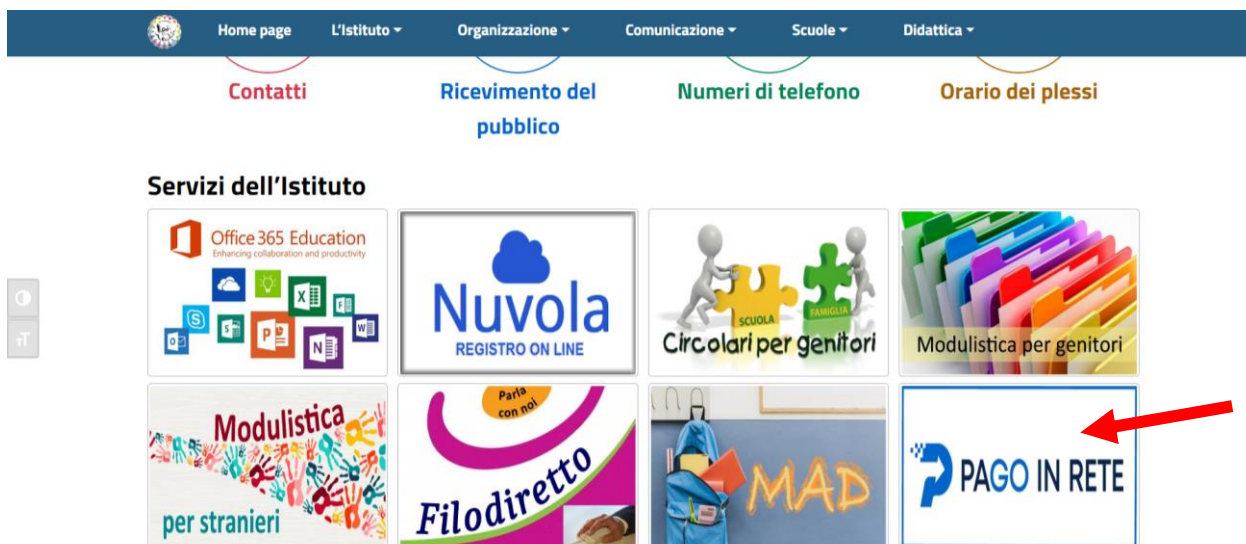 Home page L'Istituto Organizzazione Comunicazione Scuole Didattica
Contatti Ricevimento del pubblico Numeri di telefono Orario dei plessi
Servizi dell'Istituto
Office 365 Education
Enhancing collaboration and productivity
Nuvola
REGISTRO ON LINE
SCUOLA
FAMIGLIA
Circolari per genitori
Modulistica per genitori
Modulistica
per stranieri
Parla
con noi
Filodiretto
MAD
PAGO IN RETE